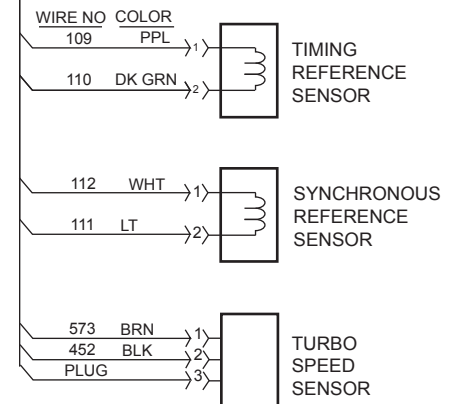 WIRE NO COLOR
109 PPL 1
110 DK GRN 2
TIMING
REFERENCE
SENSOR
112 WHT 1
111 LT 2
SYNCHRONOUS
REFERENCE
SENSOR
573 BRN 1
452 BLK 2
PLUG 3
TURBO
SPEED
SENSOR